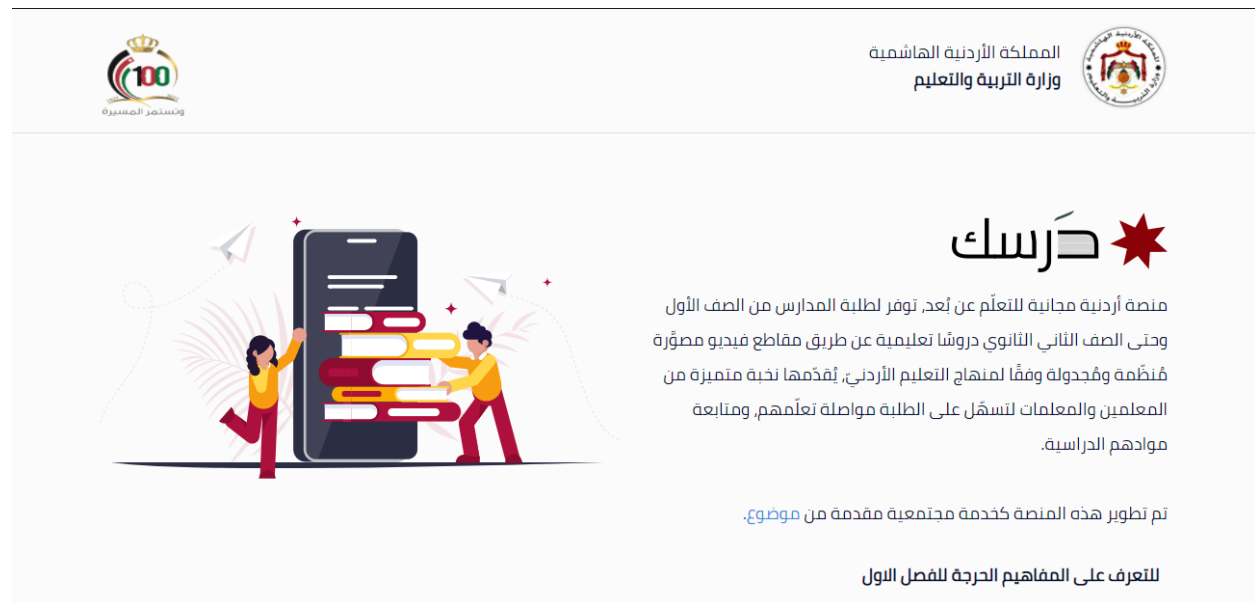 المملكة الأردنية الهاشمية
وزارة التربية والتعليم
100
وتستمر المسيرة
دَرسك
منصة أردنية مجانية للتعلّم عن بُعد، توفر لطلبة المدارس من الصف الأول
وحتى الصف الثاني الثانوي دروسًا تعليمية عن طريق مقاطع فيديو مصوَّرة
مُنظّمة ومُجدولة وفقًا لمنهاج التعليم الأردنيّ، يُقدّمها نخبة متميزة من
المعلمين والمعلمات لتسهّل على الطلبة مواصلة تعلّمهم، ومتابعة
موادهم الدراسية.
تم تطوير هذه المنصة كخدمة مجتمعية مقدمة من موضوع.
للتعرف على المفاهيم الحرجة للفصل الاول